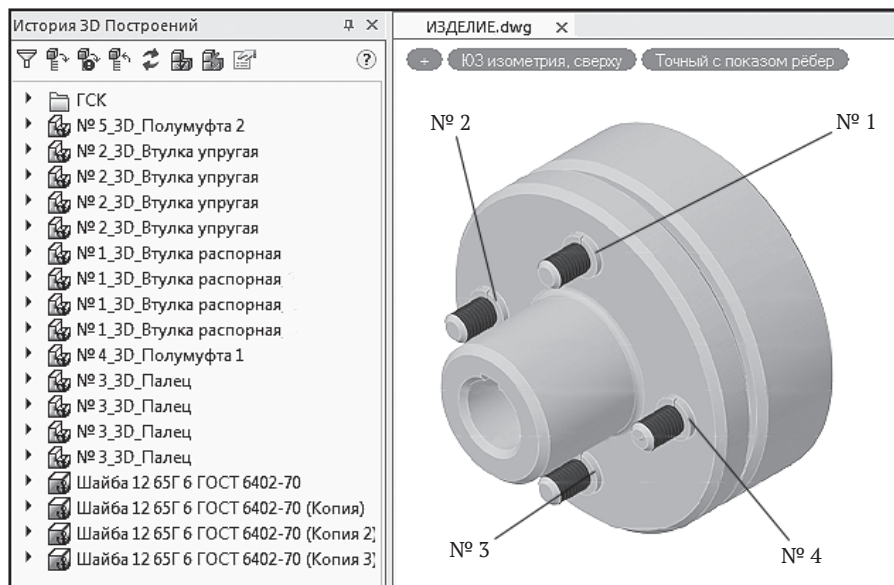 История 3D Построений
ГСК
№ 5_3D_Полумуфта 2
№ 2_3D_Втулка упругая
№ 2_3D_Втулка упругая
№ 2_3D_Втулка упругая
№ 2_3D_Втулка упругая
№ 1_3D_Втулка распорная
№ 1_3D_Втулка распорная
№ 1_3D_Втулка распорная
№ 1_3D_Втулка распорная
№ 4_3D_Полумуфта 1
№ 3_3D_Палец
№ 3_3D_Палец
№ 3_3D_Палец
№ 3_3D_Палец
Шайба 12 65Г 6 ГОСТ 6402-70
Шайба 12 65Г 6 ГОСТ 6402-70 (Копия)
Шайба 12 65Г 6 ГОСТ 6402-70 (Копия 2)
Шайба 12 65Г 6 ГОСТ 6402-70 (Копия 3)
ИЗДЕЛИЕ.dwg
+ ЮЗ изометрия, сверху Точный с показом рёбер
№ 2
№ 1
№ 3
№ 4